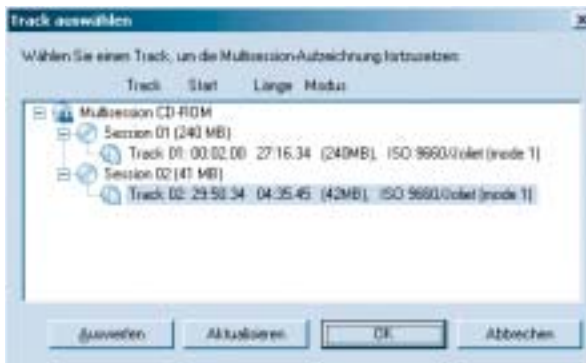 Track auswählen
Wählen Sie einen Track, um die Multisession-Aufzeichnung fortzusetzen:
Track Start Länge Modus
Multisession CD-ROM
Session 01 (240 MB)
Track 01: 00.02.00 27.16.34 (240MB), ISO 9660/Joliet (mode 1)
Session 02 (41 MB)
Track 02: 29.50.34 04.35.45 (42MB), ISO 9660/Joliet (mode 1)
Auswerfen Aktualisieren OK Abbrechen